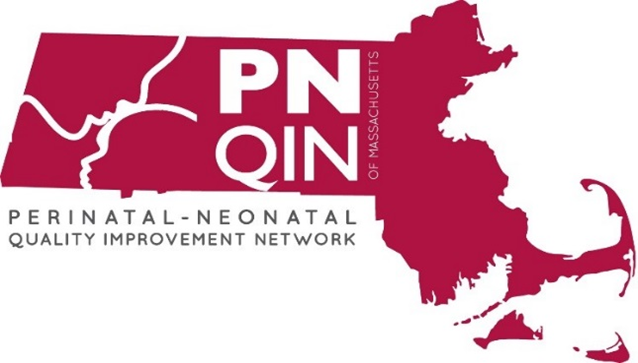 PN
QIN
OF MASSACHUSETTS
PERINATAL-NEONATAL
QUALITY IMPROVEMENT NETWORK